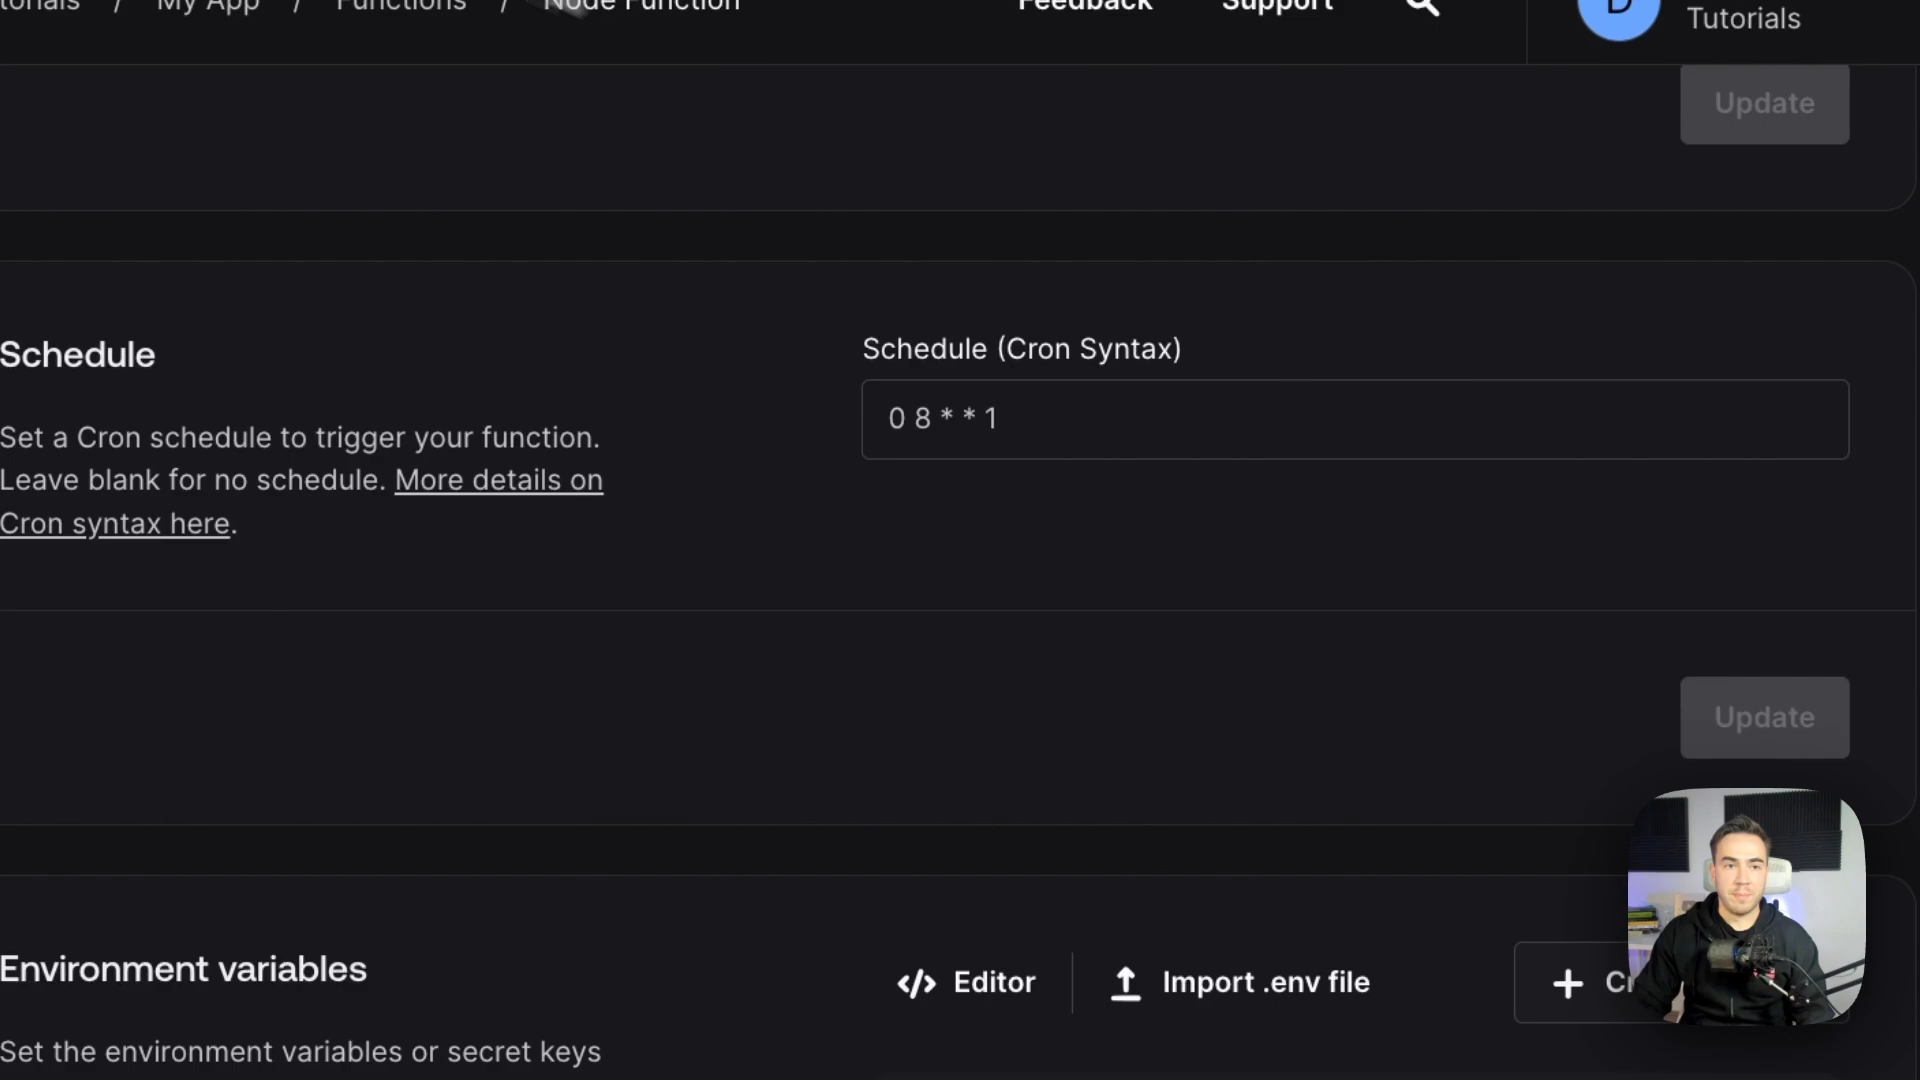 / My App / Functions / Node Function
Feedback Support
D Tutorials
Update
Schedule
Set a Cron schedule to trigger your function.
Leave blank for no schedule. More details on
Cron syntax here.
Schedule (Cron Syntax)
0 8 * * 1
Update
Environment variables
Set the environment variables or secret keys
</> Editor
Import .env file
+